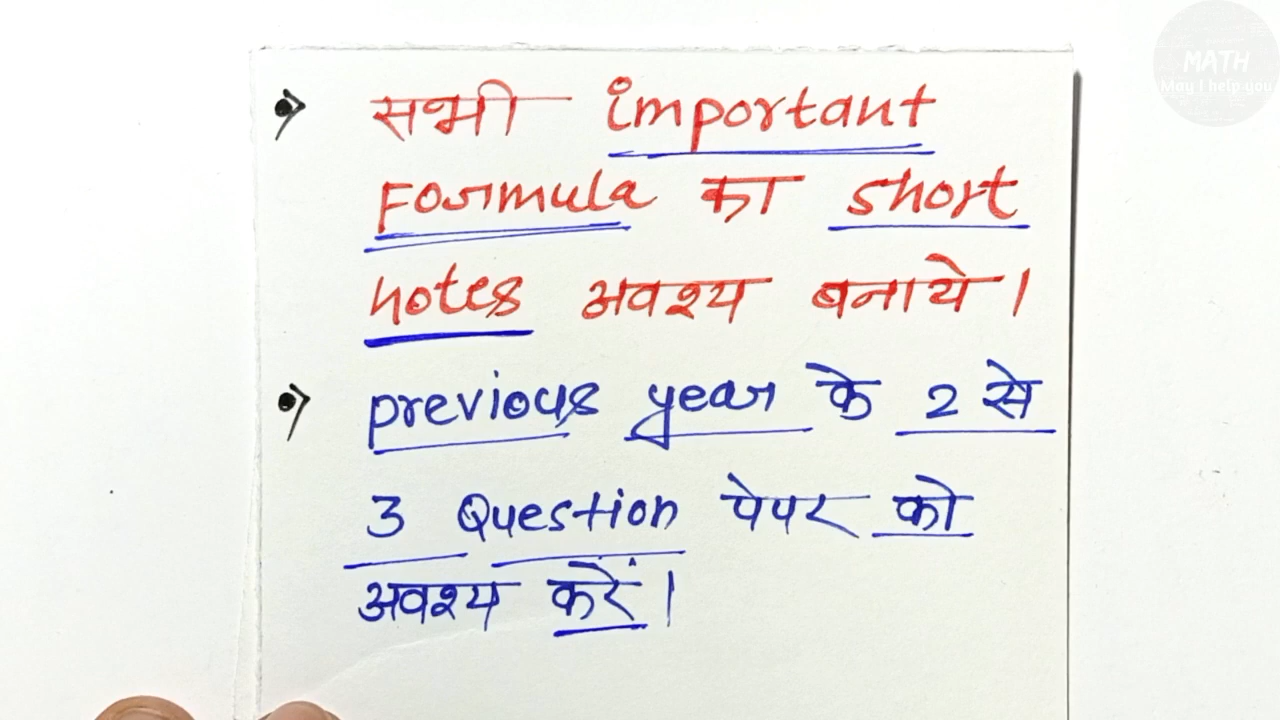 सभी important
Formula का short
notes अवश्य बनाये।
previous year के 2 से
3 Question पेपर को
अवश्य करें।
MATH
May I help you